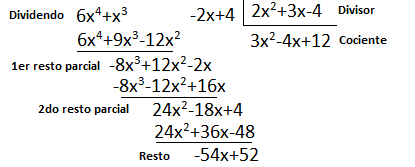 Dividendo 6x⁴+x³ -2x+4 2x²+3x-4 Divisor
6x⁴+9x³-12x² 3x²-4x+12 Cociente
1er resto parcial -8x³+12x²-2x
-8x³-12x²+16x
2do resto parcial 24x²-18x+4
24x²+36x-48
Resto -54x+52